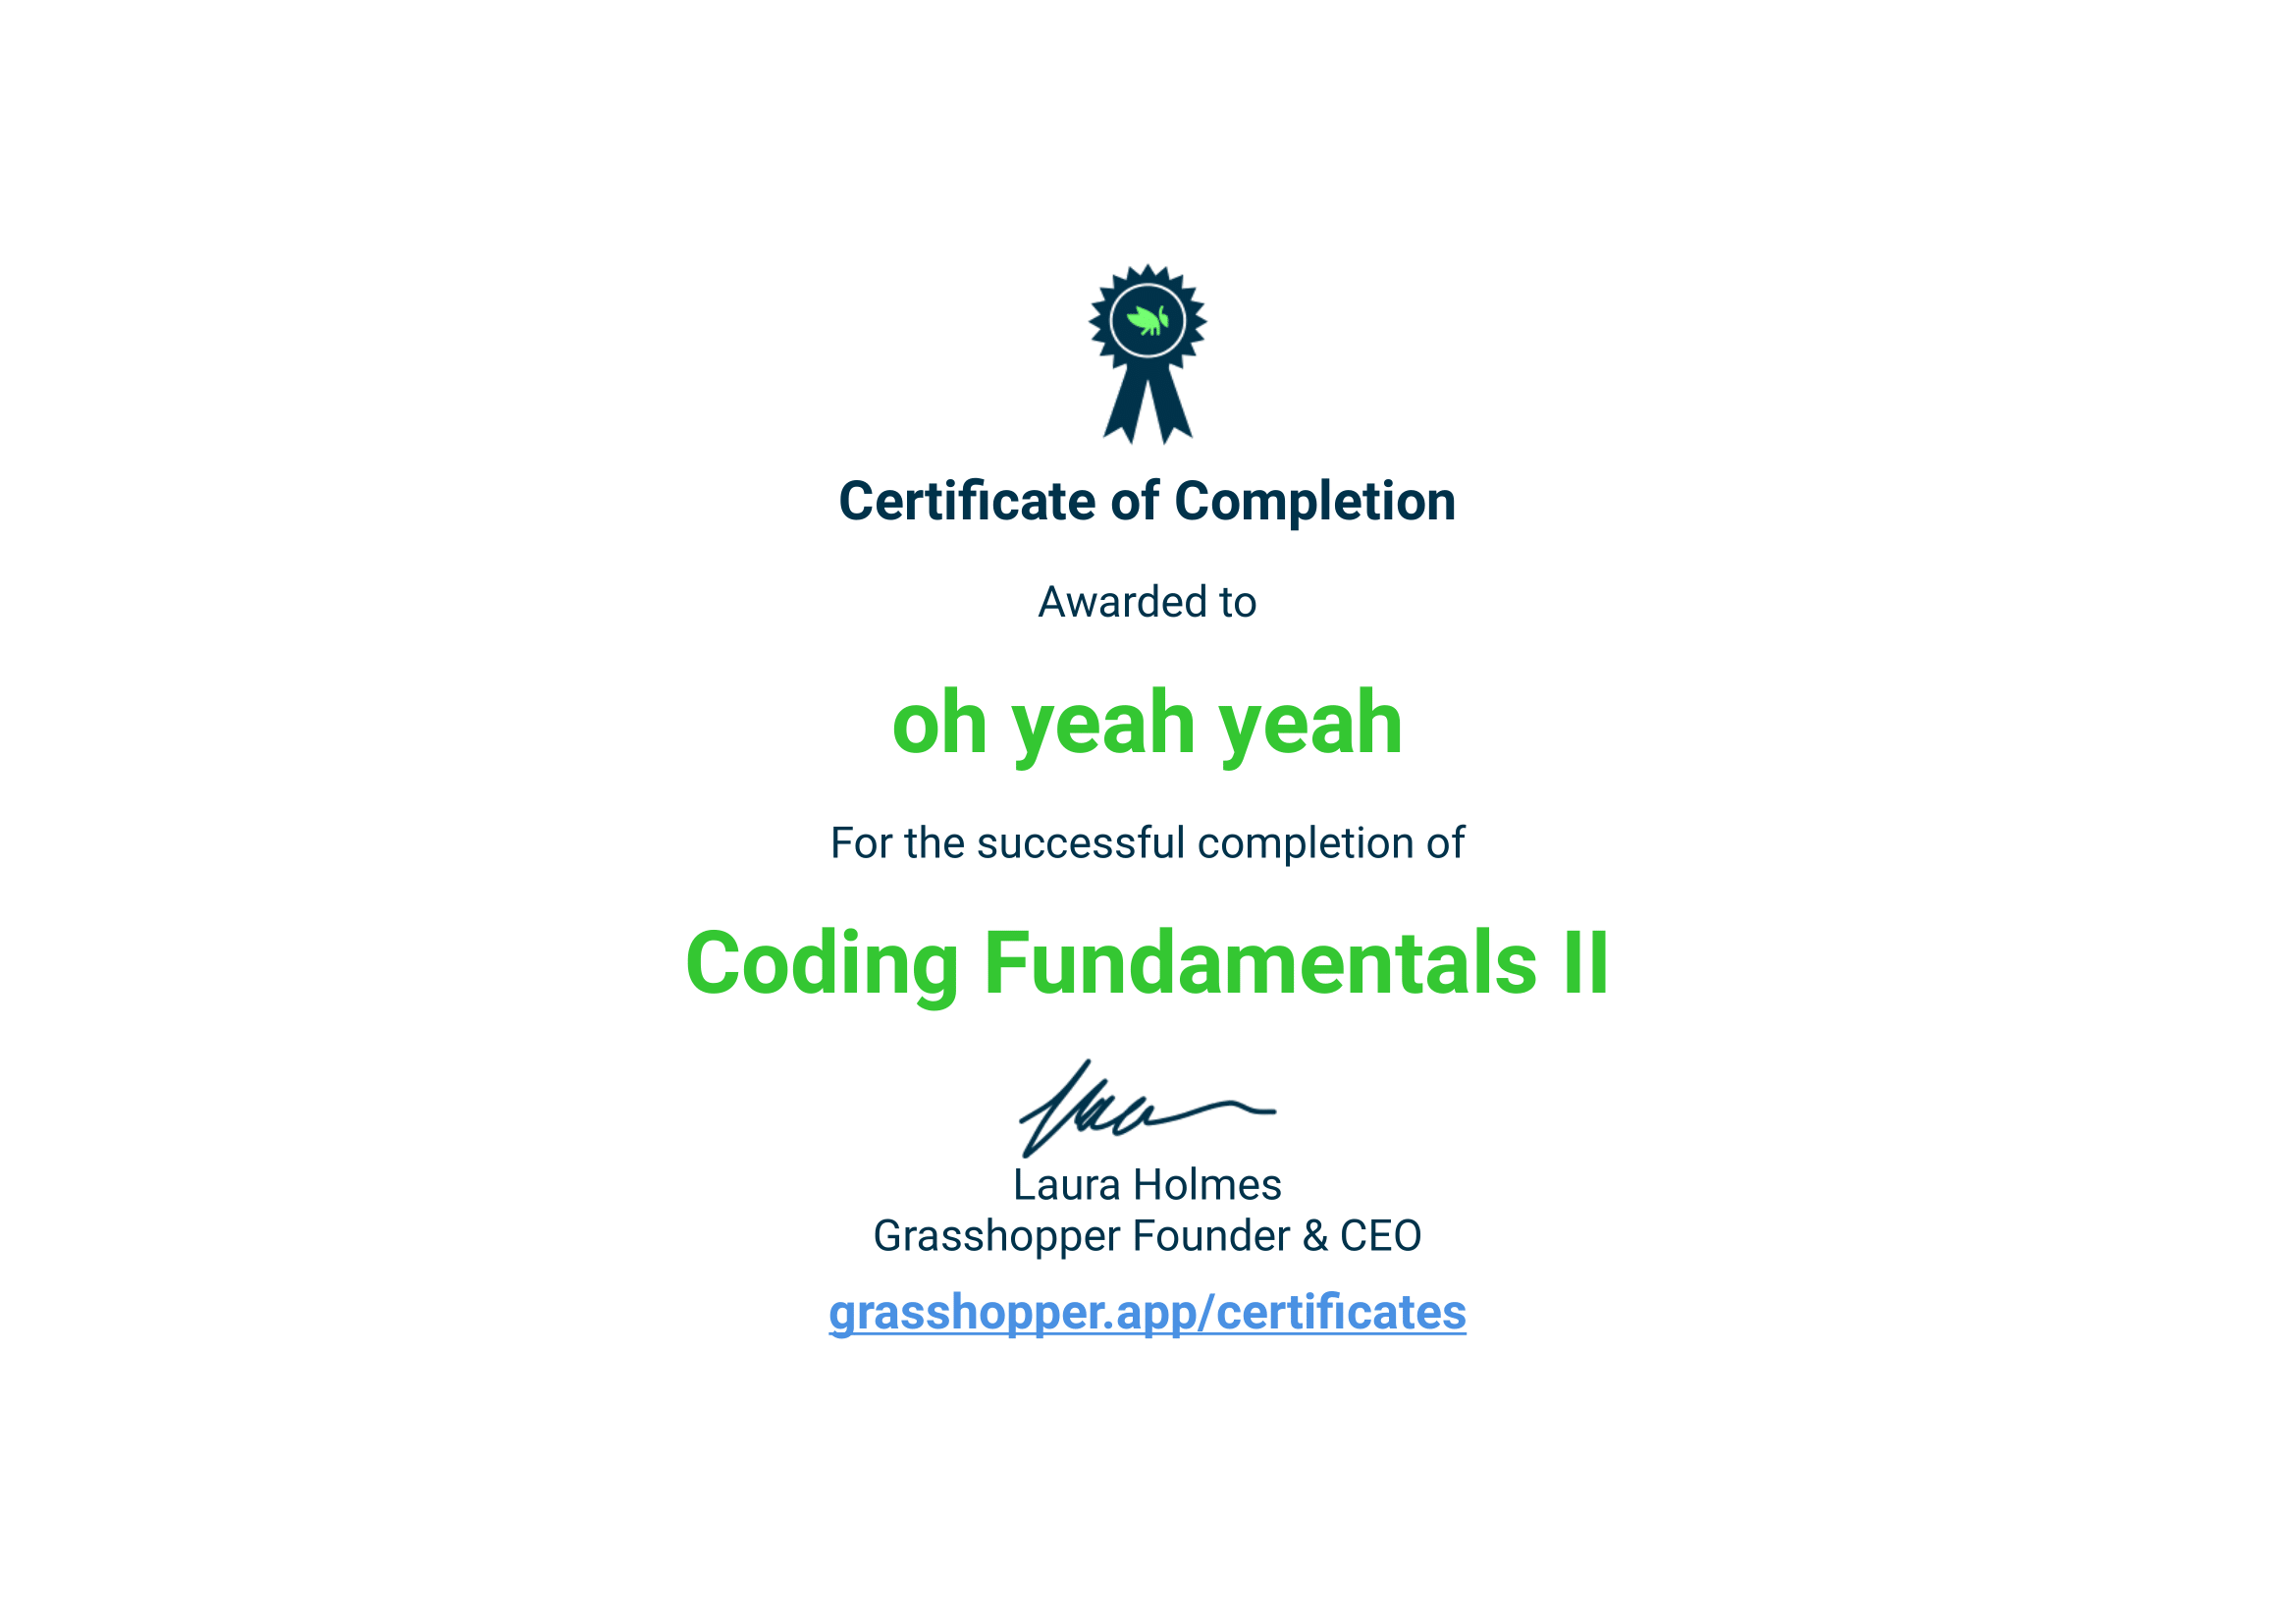 Certificate of Completion
Awarded to
oh yeah yeah
For the successful completion of
Coding Fundamentals II
Laura Holmes
Grasshopper Founder & CEO
grasshopper.app/certificates